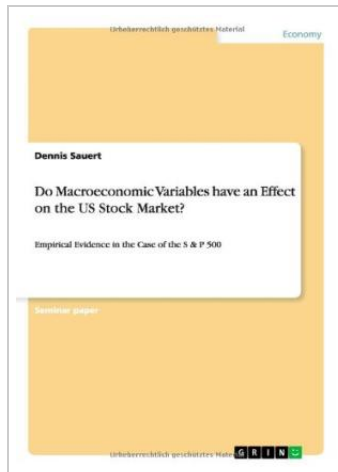 Urheberrechtlich geschütztes Material
Economy
Dennis Sauert
Do Macroeconomic Variables have an Effect
on the US Stock Market?
Empirical Evidence in the Case of the S & P 500
Seminar paper
Urheberrechtlich geschütztes Mater
G R I N